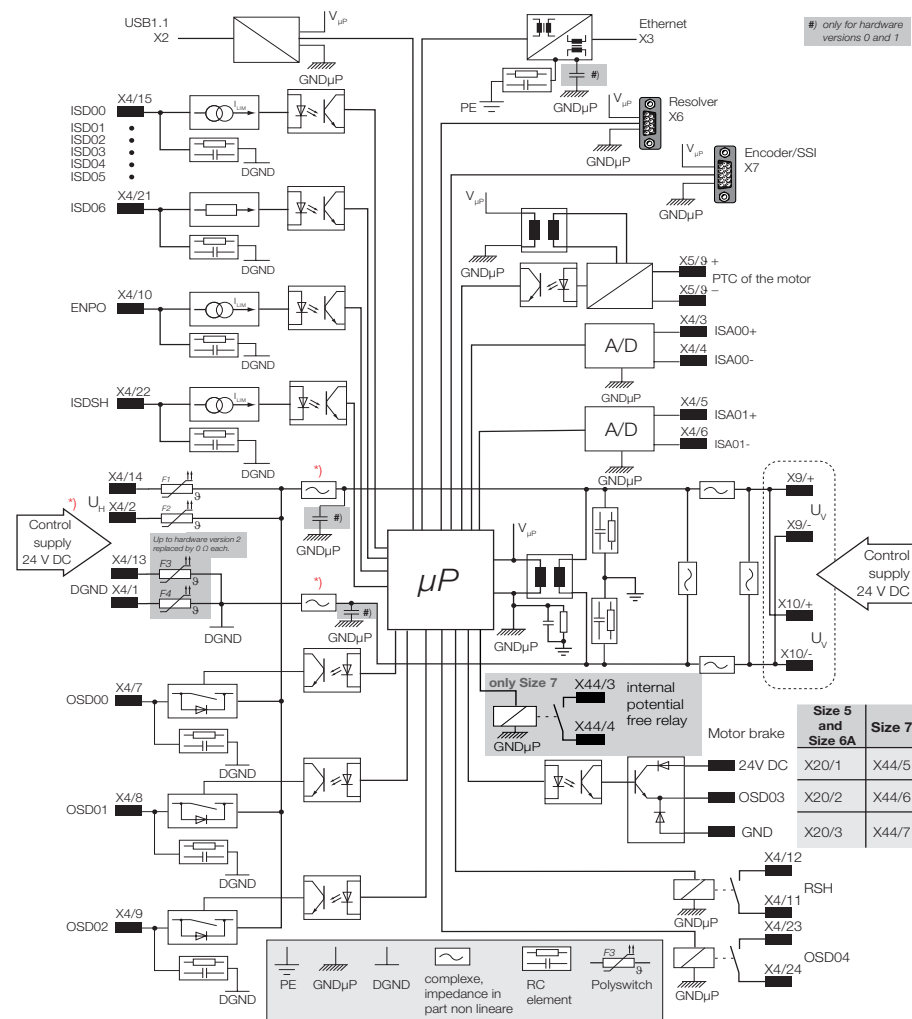 USB1.1
X2
VµP
GNDµP
Ethernet
X3
#) only for hardware
versions 0 and 1
PE
#)
GNDµP
X4/15
ISD00
ISD01
ISD02
ISD03
ISD04
ISD05
ILIM
DGND
VµP
Resolver
X6
GNDµP
VµP
Encoder/SSI
X7
GNDµP
X4/21
ISD06
DGND
VµP
GNDµP
X5/ϑ +
PTC of the motor
X5/ϑ −
X4/10
ENPO
ILIM
DGND
X4/3
ISA00+
A/D
X4/4
ISA00-
GNDµP
X4/22
ISDSH
ILIM
DGND
X4/5
ISA01+
A/D
X4/6
ISA01-
GNDµP
*)
X4/14
F1
ϑ
UH
X4/2
F2
ϑ
Control
supply
24 V DC
Up to hardware version 2
replaced by 0 Ω each.
X4/13
F3
ϑ
DGND
X4/1
F4
ϑ
DGND
*)
#)
GNDµP
*)
#)
GNDµP
µP
VµP
GNDµP
X9/+
UV
X9/-
Control
supply
24 V DC
X10/+
UV
X10/-
X4/7
OSD00
DGND
X4/8
OSD01
DGND
X4/9
OSD02
DGND
only Size 7
X44/3
internal
potential
free relay
X44/4
GNDµP
Motor brake
Size 5
and
Size 6A
Size 7
24V DC
X20/1
X44/5
OSD03
X20/2
X44/6
GND
X20/3
X44/7
X4/12
RSH
X4/11
GNDµP
X4/23
OSD04
X4/24
GNDµP
PE
GNDµP
DGND
complexe,
impedance in
part non lineare
RC
element
F3
ϑ
Polyswitch